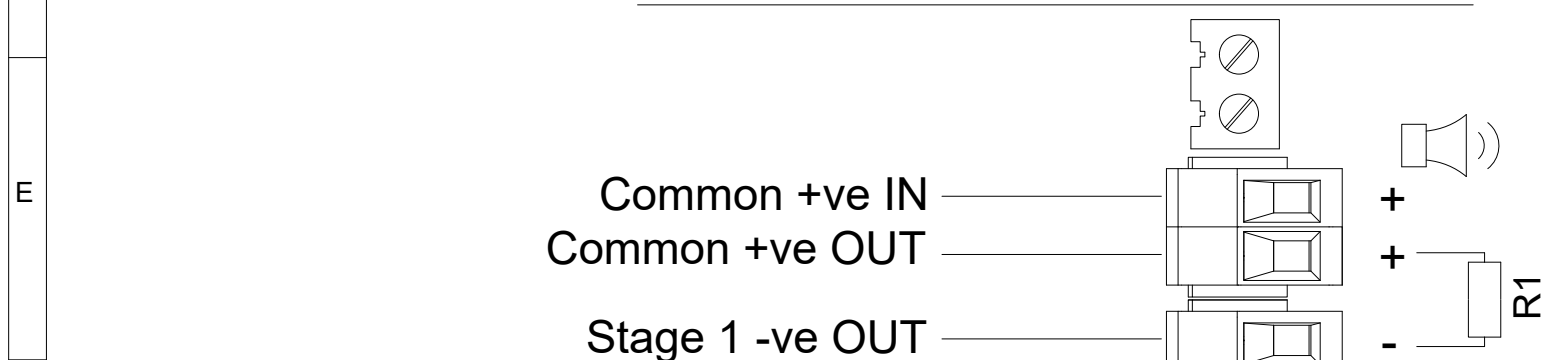 E
Common +ve IN +
Common +ve OUT +
R1
Stage 1 -ve OUT -